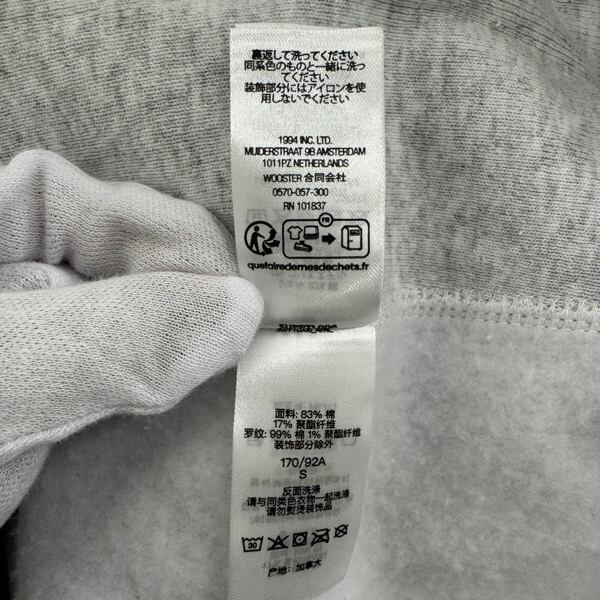 裏返して洗ってください
同系色のものと一緒に洗っ
てください
装飾部分にはアイロンを使
用しないでください
1994 INC. LTD.
MUIDERSTRAAT 9B AMSTERDAM
1011PZ NETHERLANDS
WOOSTER 合同会社
0570-057-300
RN 101837
FR
quefairedemesdechets.fr
面料: 83% 棉
17% 聚酯纤维
罗纹: 99% 棉 1% 聚酯纤维
装饰部分除外
170/92A
S
反面洗涤
请与同类色衣物一起洗涤
请勿熨烫装饰品
30
产地: 加拿大